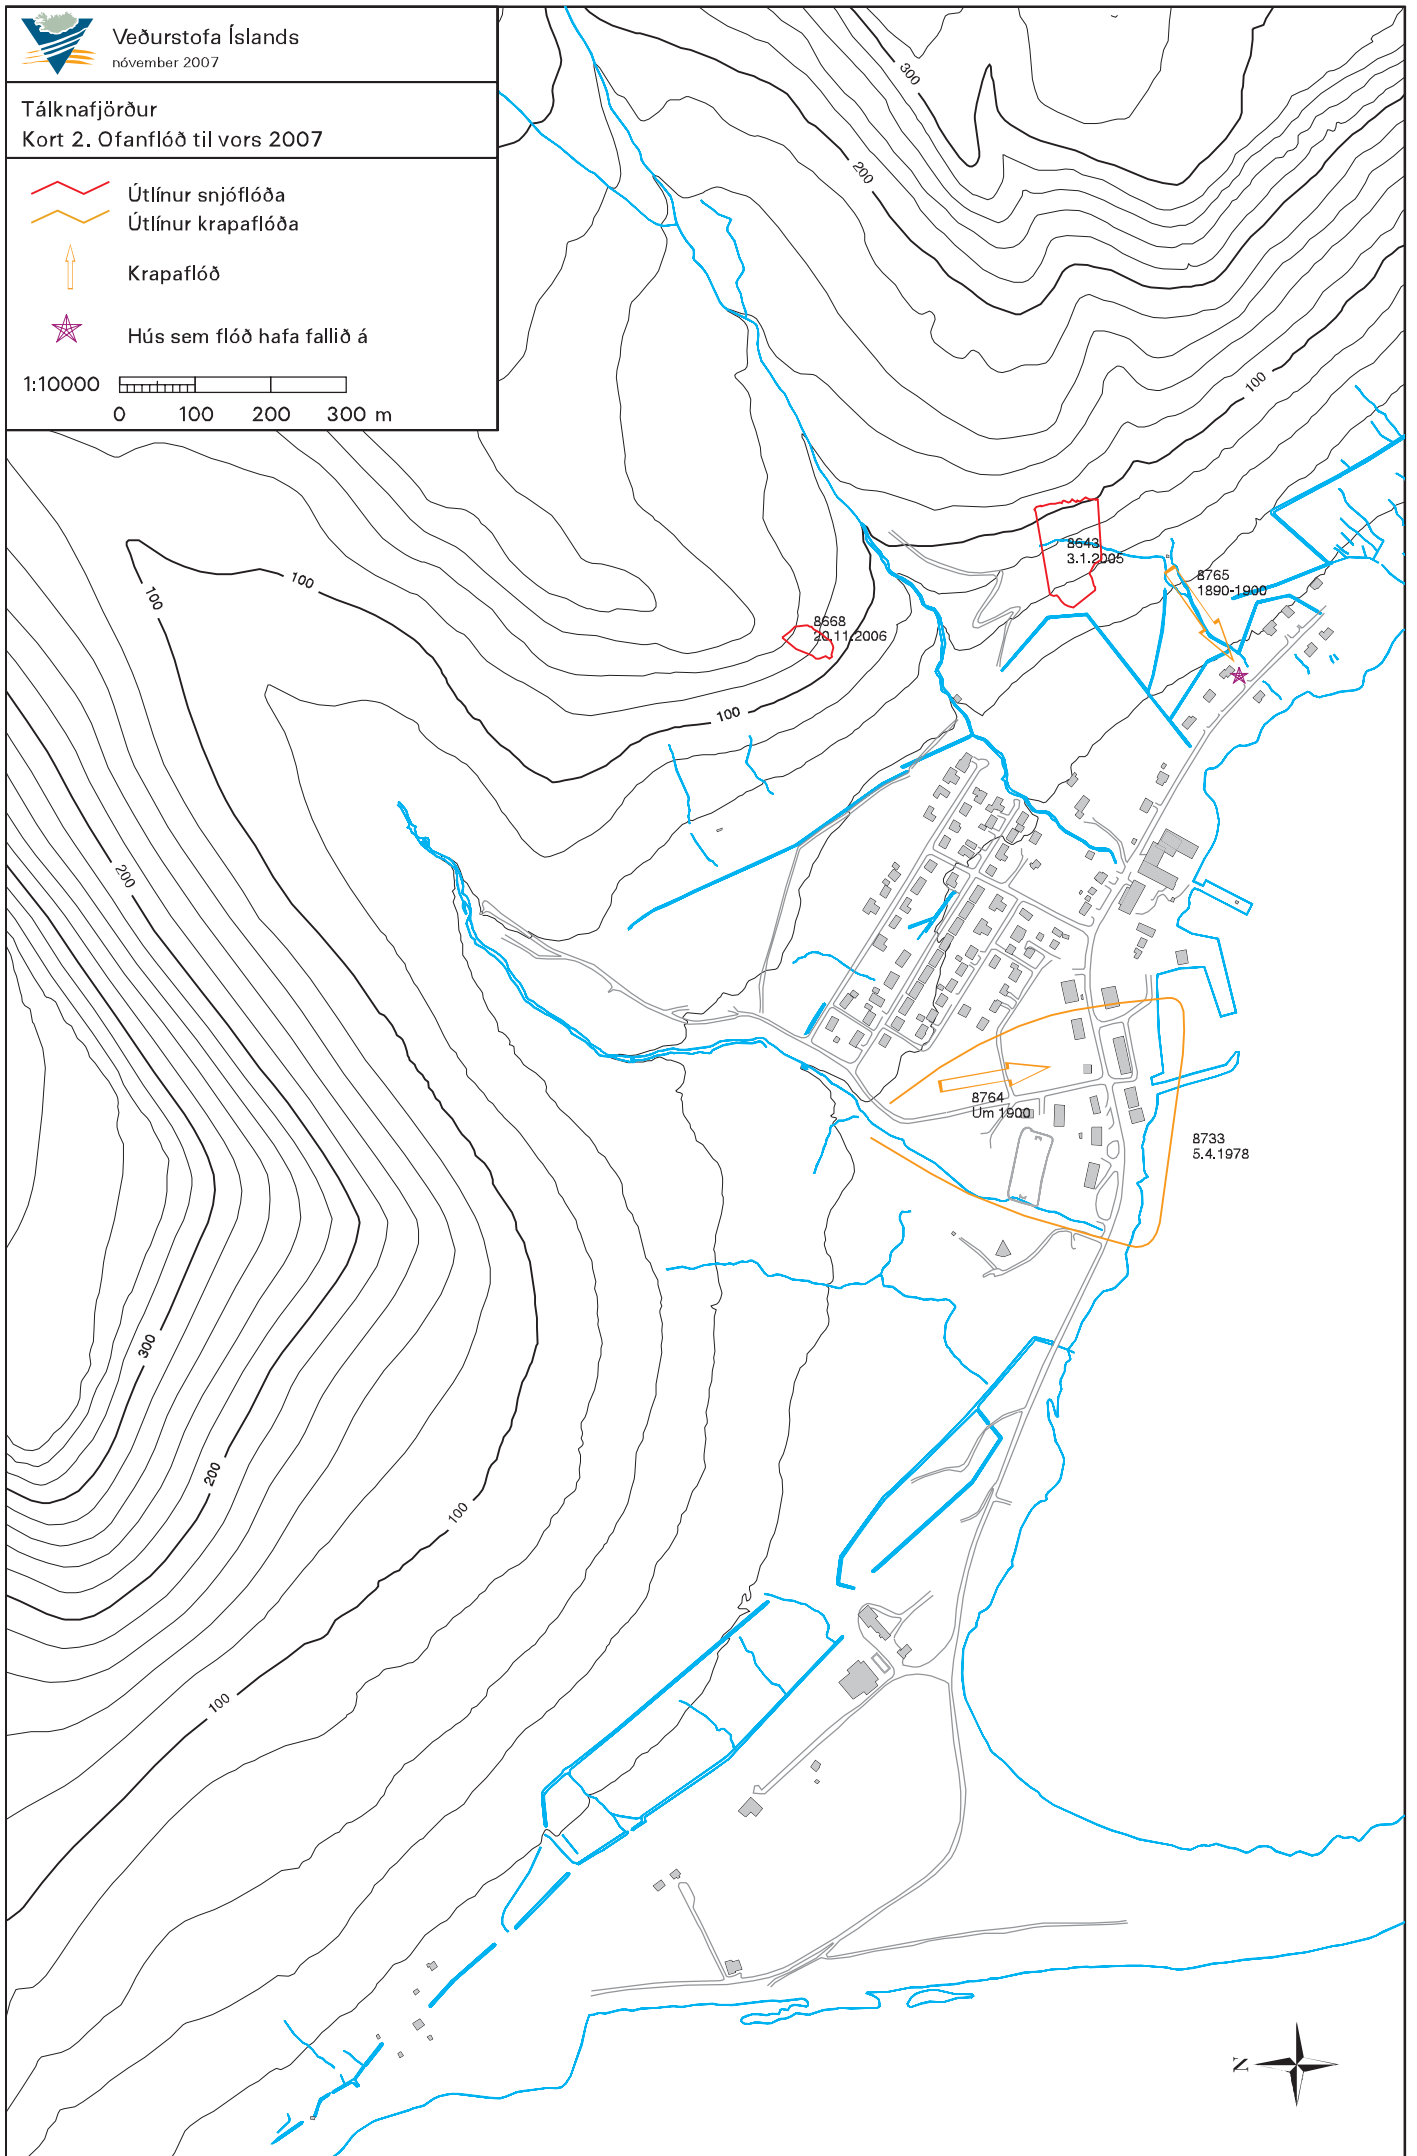 Veðurstofa Íslands
nóvember 2007
Tálknafjörður
Kort 2. Ofanflóð til vors 2007
Útlínur snjóflóða
Útlínur krapaflóða
Krapaflóð
Hús sem flóð hafa fallið á
1:10000
0 100 200 300 m
300
200
100
8643
3.1.2005
8765
1890-1900
100
100
8668
20.11.2006
100
200
8764
Um 1900
8733
5.4.1978
300
200
100
100
N